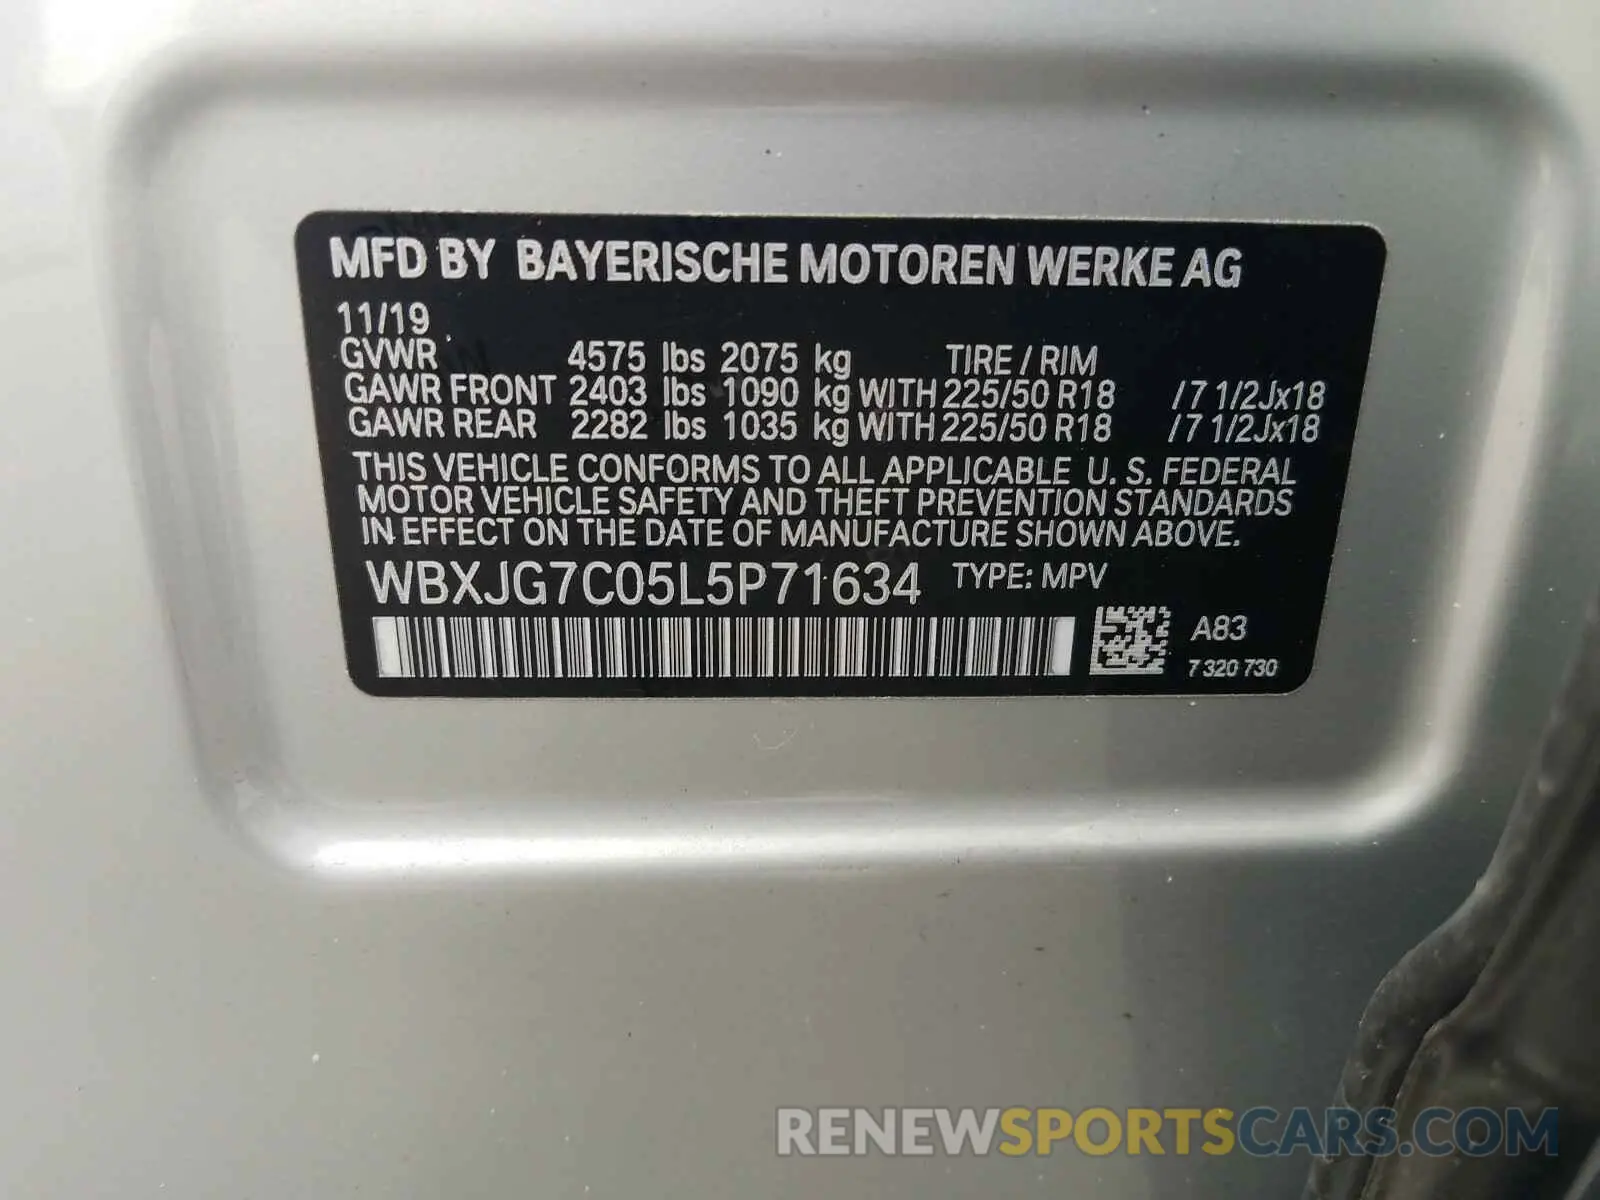 MFD BY BAYERISCHE MOTOREN WERKE AG
11/19
GVWR 4575 lbs 2075 kg TIRE / RIM
GAWR FRONT 2403 lbs 1090 kg WITH 225/50 R18 /7 1/2Jx18
GAWR REAR 2282 lbs 1035 kg WITH 225/50 R18 /7 1/2Jx18
THIS VEHICLE CONFORMS TO ALL APPLICABLE U. S. FEDERAL
MOTOR VEHICLE SAFETY AND THEFT PREVENTION STANDARDS
IN EFFECT ON THE DATE OF MANUFACTURE SHOWN ABOVE.
WBXJG7C05L5P71634 TYPE: MPV
A83
7 320 730
RENEWSPORTSCARS.COM